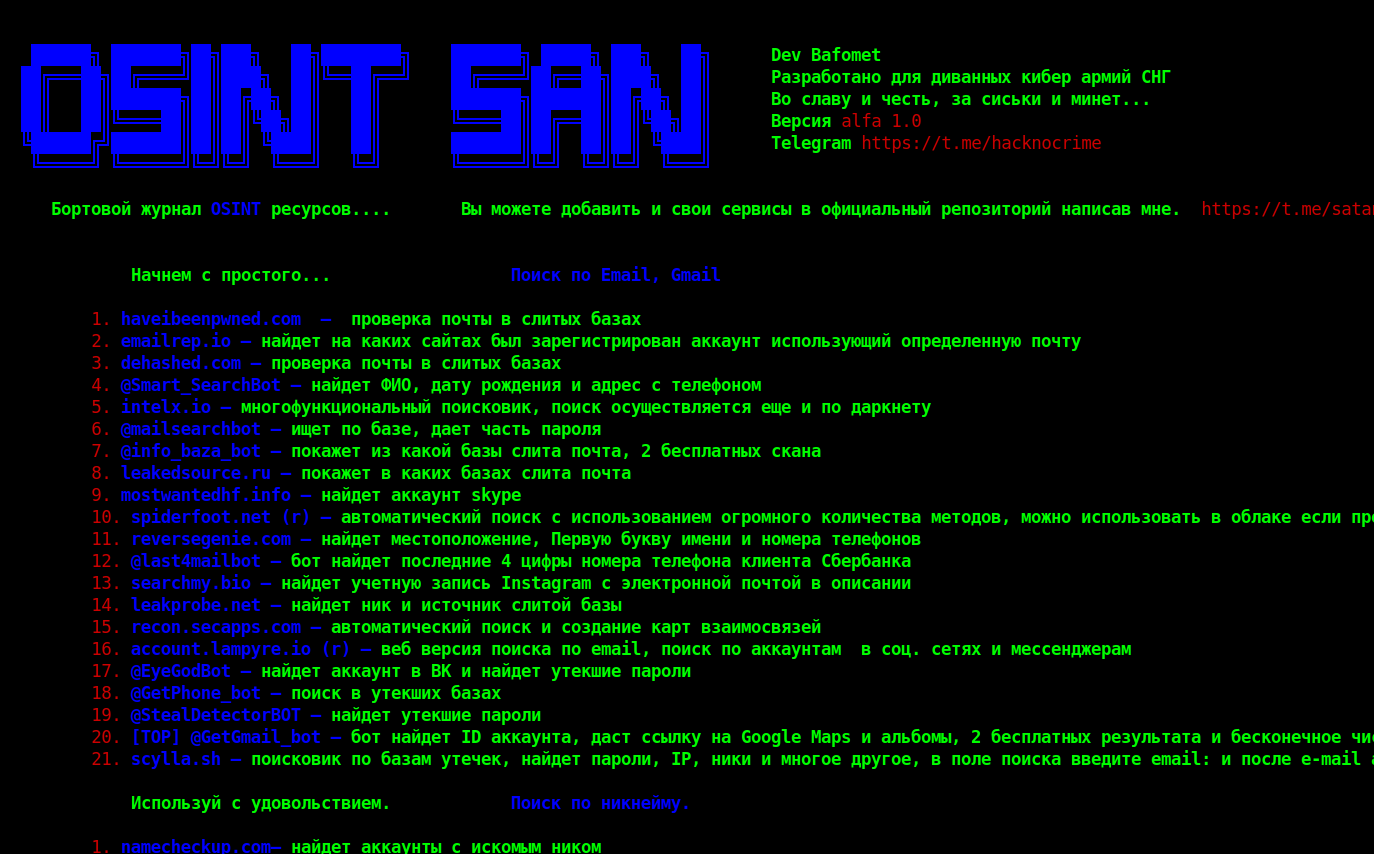 OSINT SAN
Dev Bafomet
Разработано для диванных кибер армий СНГ
Во славу и честь, за сиськи и минет...
Версия alfa 1.0
Telegram https://t.me/hacknocrime
Бортовой журнал OSINT ресурсов.... Вы можете добавить и свои сервисы в официальный репозиторий написав мне. https://t.me/satan
Начнем с простого... Поиск по Email, Gmail
1. haveibeenpwned.com — проверка почты в слитых базах
2. emailrep.io — найдет на каких сайтах был зарегистрирован аккаунт использующий определенную почту
3. dehashed.com — проверка почты в слитых базах
4. @Smart_SearchBot — найдет ФИО, дату рождения и адрес с телефоном
5. intelx.io — многофункциональный поисковик, поиск осуществляется еще и по даркнету
6. @mailsearchbot — ищет по базе, дает часть пароля
7. @info_baza_bot — покажет из какой базы слита почта, 2 бесплатных скана
8. leakedsource.ru — покажет в каких базах слита почта
9. mostwantedhf.info — найдет аккаунт skype
10. spiderfoot.net (r) — автоматический поиск с использованием огромного количества методов, можно использовать в облаке если
11. reversegenie.com — найдет местоположение, Первую букву имени и номера телефонов
12. @last4mailbot — бот найдет последние 4 цифры номера телефона клиента Сбербанка
13. searchmy.bio — найдет учетную запись Instagram с электронной почтой в описании
14. leakprobe.net — найдет ник и источник слитой базы
15. recon.secapps.com — автоматический поиск и создание карт взаимосвязей
16. account.lampyre.io (r) — веб версия поиска по email, поиск по аккаунтам в соц. сетях и мессенджерам
17. @EyeGodBot — найдет аккаунт в ВК и найдет утекшие пароли
18. @GetPhone_bot — поиск в утекших базах
19. @StealDetectorBOT — найдет утекшие пароли
20. [TOP] @GetGmail_bot — бот найдет ID аккаунта, даст ссылку на Google Maps и альбомы, 2 бесплатных результата и бесконечное
21. scylla.sh — поисковик по базам утечек, найдет пароли, IP, ники и многое другое, в поле поиска введите email: и после e-mail
Используй с удовольствием. Поиск по никнейму.
1. namecheckup.com— найдет аккаунты с искомым ником